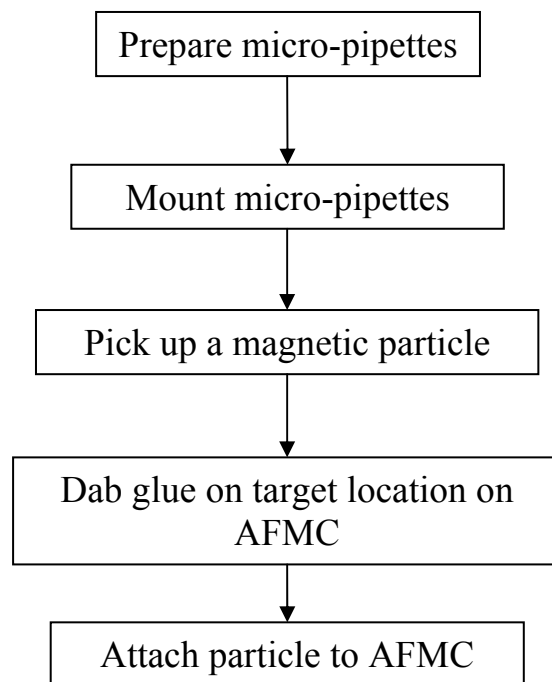 Prepare micro-pipettes
Mount micro-pipettes
Pick up a magnetic particle
Dab glue on target location on
AFMC
Attach particle to AFMC